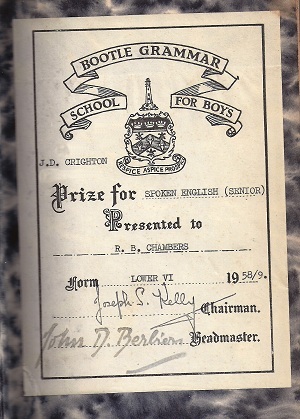 BOOTLE GRAMMAR
SCHOOL FOR BOYS
RESPICE ASPICE PROSPICE
J.D. CRIGHTON
Prize for SPOKEN ENGLISH (SENIOR)
Presented to
R. B. CHAMBERS
Form LOWER VI 1958/9.
Joseph S. Kelly Chairman.
John D. Headmaster.